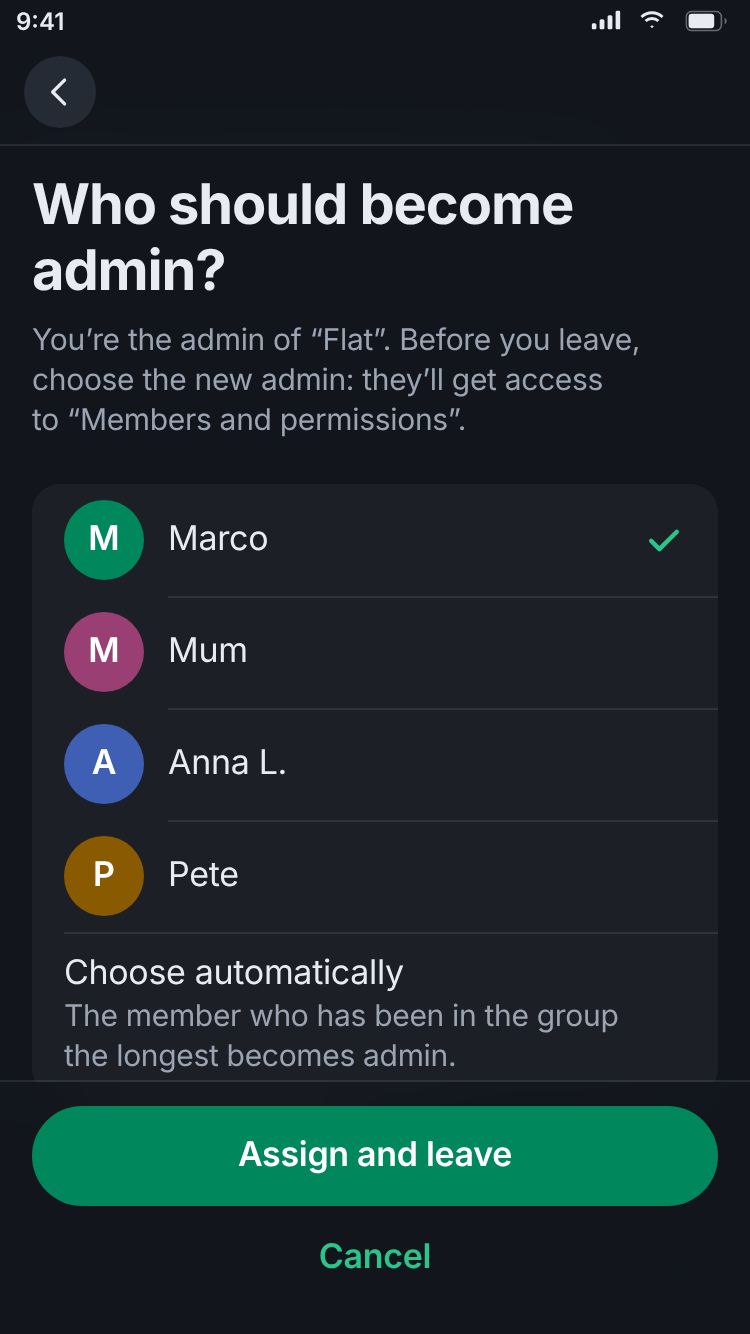 9:41
Who should become
admin?
You’re the admin of “Flat”. Before you leave,
choose the new admin: they’ll get access
to “Members and permissions”.
M Marco
M Mum
A Anna L.
P Pete
Choose automatically
The member who has been in the group
the longest becomes admin.
Assign and leave
Cancel